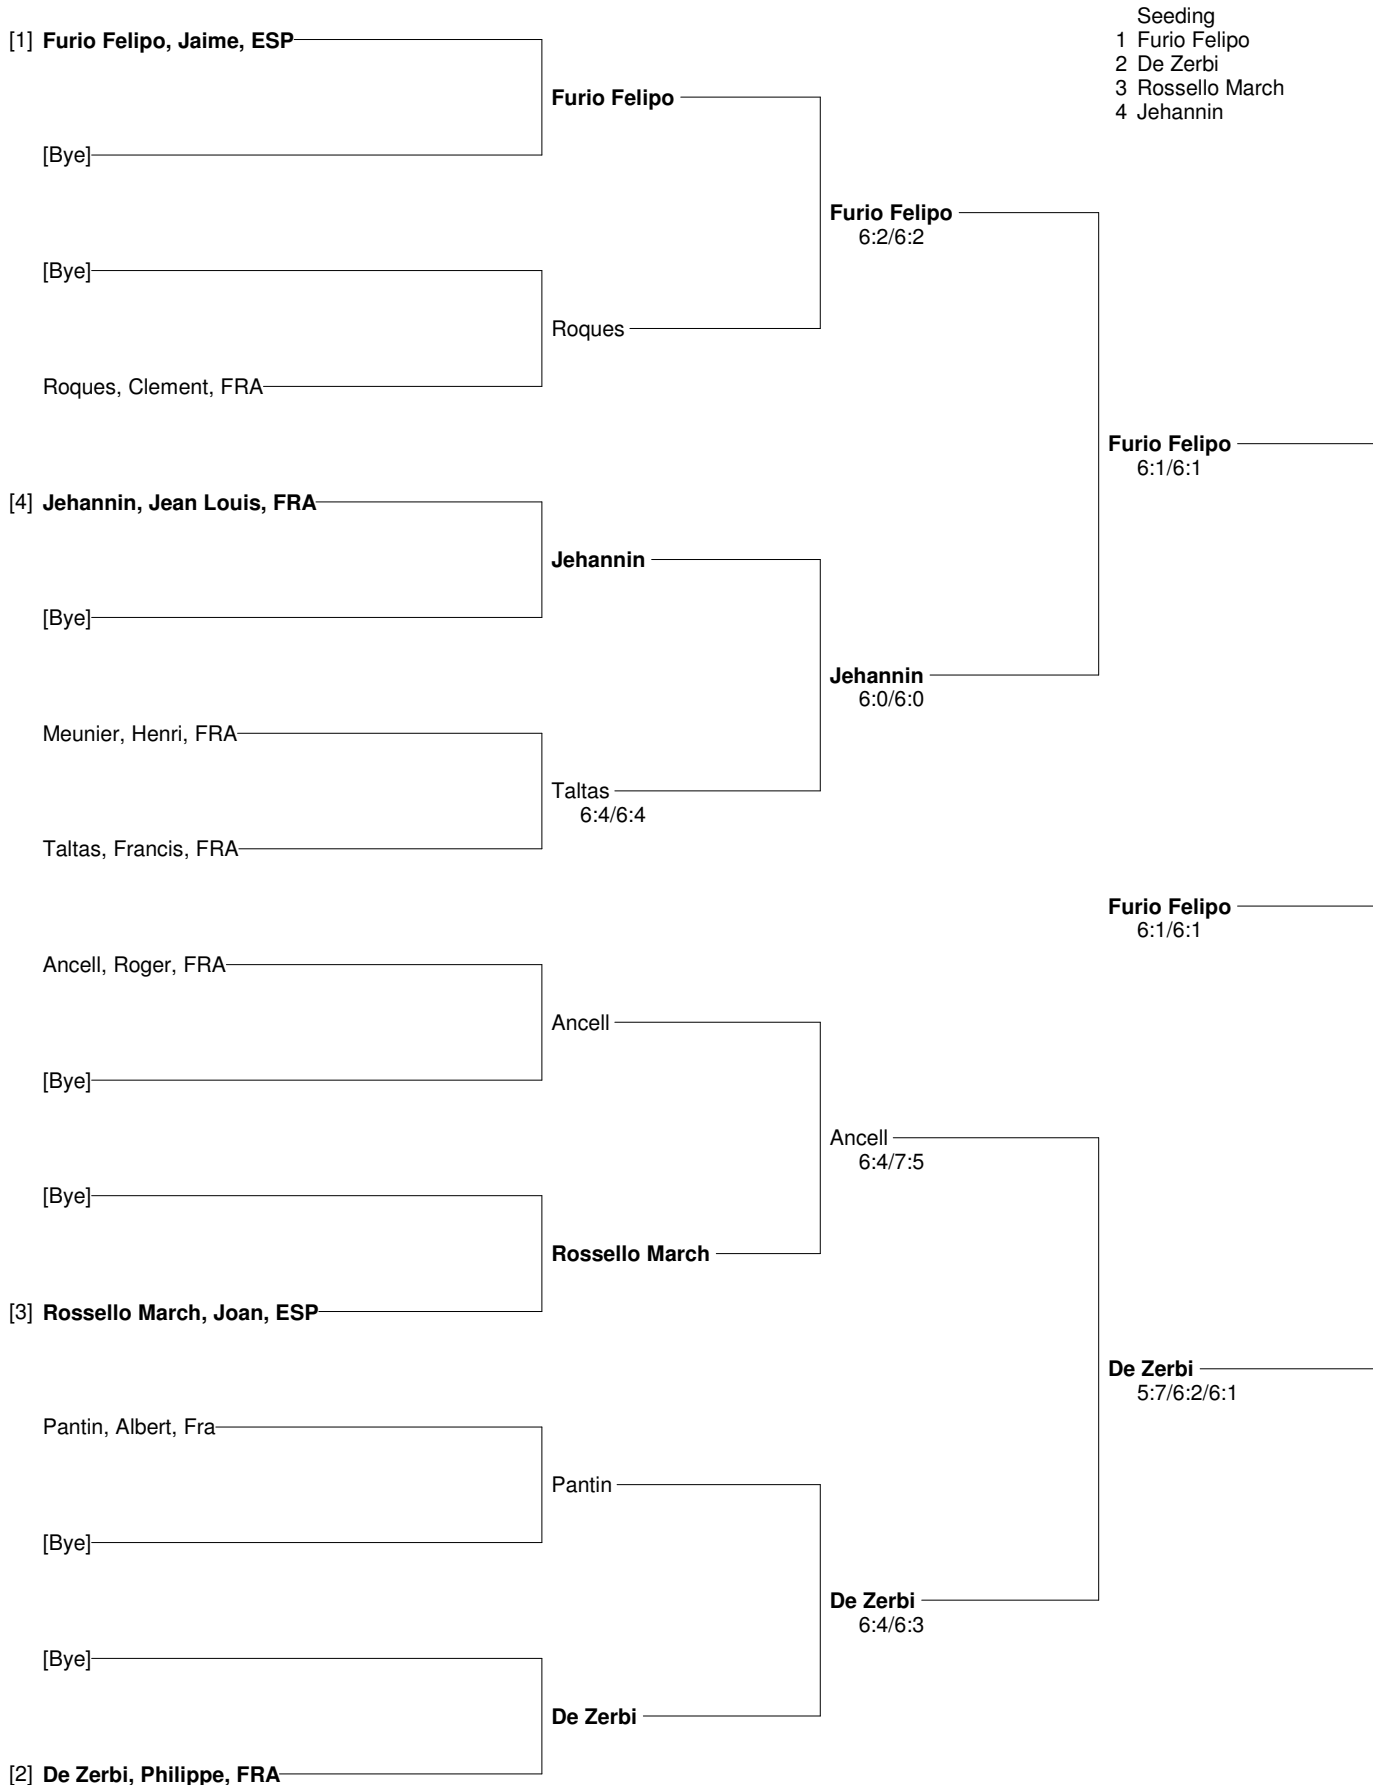 Seeding
1 Furio Felipo
2 De Zerbi
3 Rossello March
4 Jehannin
[1] Furio Felipo, Jaime, ESP
Furio Felipo
[Bye]
Furio Felipo
6:2/6:2
[Bye]
Roques
Roques, Clement, FRA
Furio Felipo
6:1/6:1
[4] Jehannin, Jean Louis, FRA
Jehannin
[Bye]
Jehannin
6:0/6:0
Meunier, Henri, FRA
Taltas
6:4/6:4
Taltas, Francis, FRA
Furio Felipo
6:1/6:1
Ancell, Roger, FRA
Ancell
[Bye]
Ancell
6:4/7:5
[Bye]
Rossello March
[3] Rossello March, Joan, ESP
De Zerbi
5:7/6:2/6:1
Pantin, Albert, Fra
Pantin
[Bye]
De Zerbi
6:4/6:3
[Bye]
De Zerbi
[2] De Zerbi, Philippe, FRA